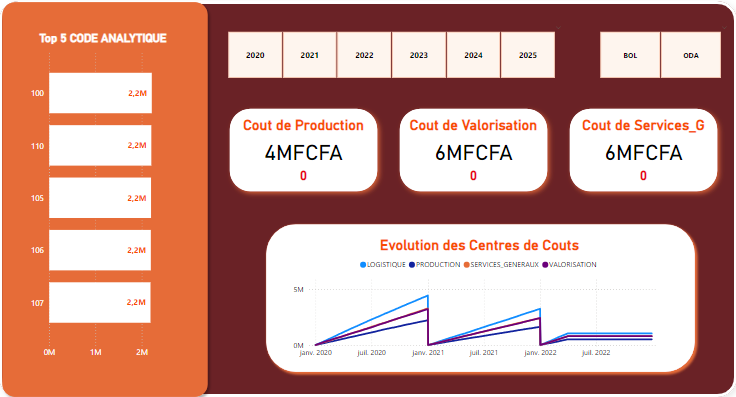 Top 5 CODE ANALYTIQUE
100 2,2M
110 2,2M
105 2,2M
106 2,2M
107 2,2M
0M 1M 2M
2020 2021 2022 2023 2024 2025
BOL ODA
Cout de Production
4MFCFA
0
Cout de Valorisation
6MFCFA
0
Cout de Services_G
6MFCFA
0
Evolution des Centres de Couts
LOGISTIQUE PRODUCTION SERVICES_GENERAUX VALORISATION
5M
0M
janv. 2020 juil. 2020 janv. 2021 juil. 2021 janv. 2022 juil. 2022